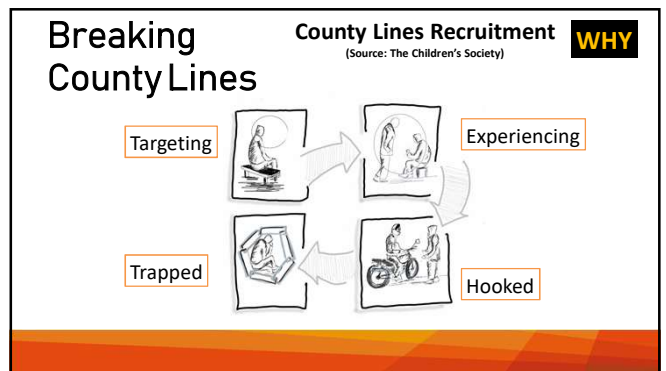 Breaking
County Lines
County Lines Recruitment
(Source: The Children's Society)
WHY
Targeting
Experiencing
Trapped
Hooked